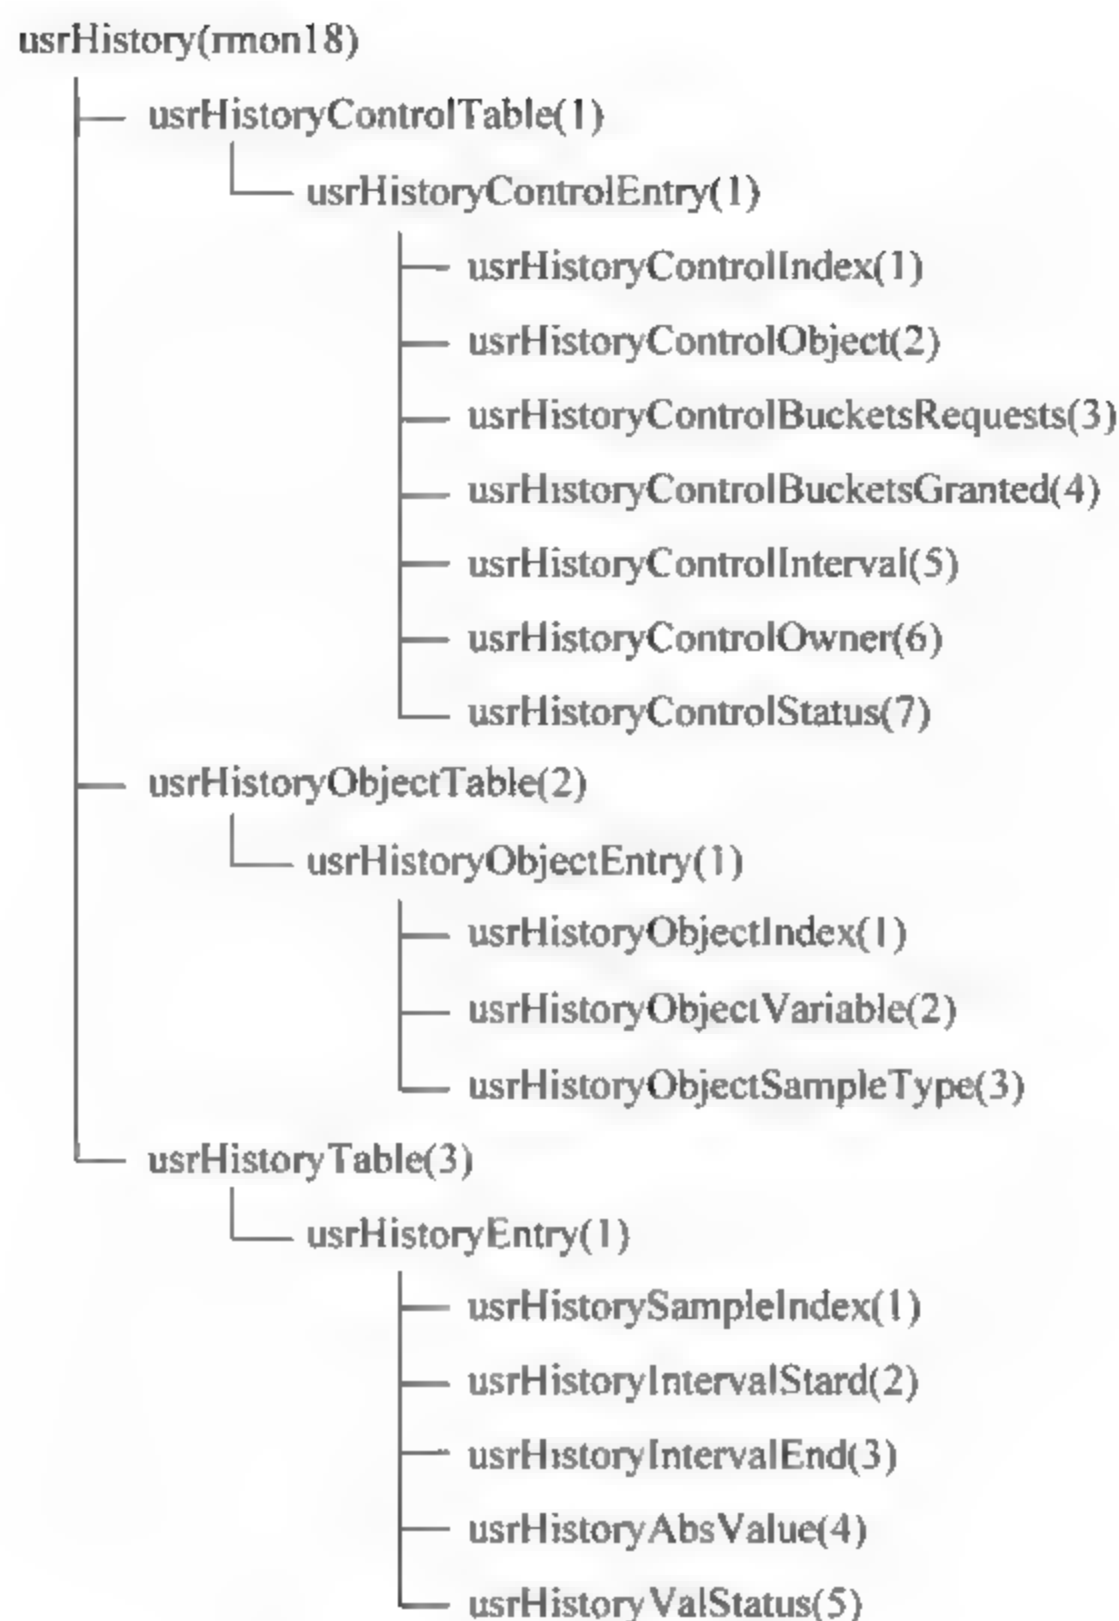 usrHistory(rmon18)
usrHistoryControlTable(1)
usrHistoryControlEntry(1)
usrHistoryControlIndex(1)
usrHistoryControlObject(2)
usrHistoryControlBucketsRequests(3)
usrHistoryControlBucketsGranted(4)
usrHistoryControlInterval(5)
usrHistoryControlOwner(6)
usrHistoryControlStatus(7)
usrHistoryObjectTable(2)
usrHistoryObjectEntry(1)
usrHistoryObjectIndex(1)
usrHistoryObjectVariable(2)
usrHistoryObjectSampleType(3)
usrHistoryTable(3)
usrHistoryEntry(1)
usrHistorySampleIndex(1)
usrHistoryIntervalStard(2)
usrHistoryIntervalEnd(3)
usrHistoryAbsValue(4)
usrHistoryValStatus(5)